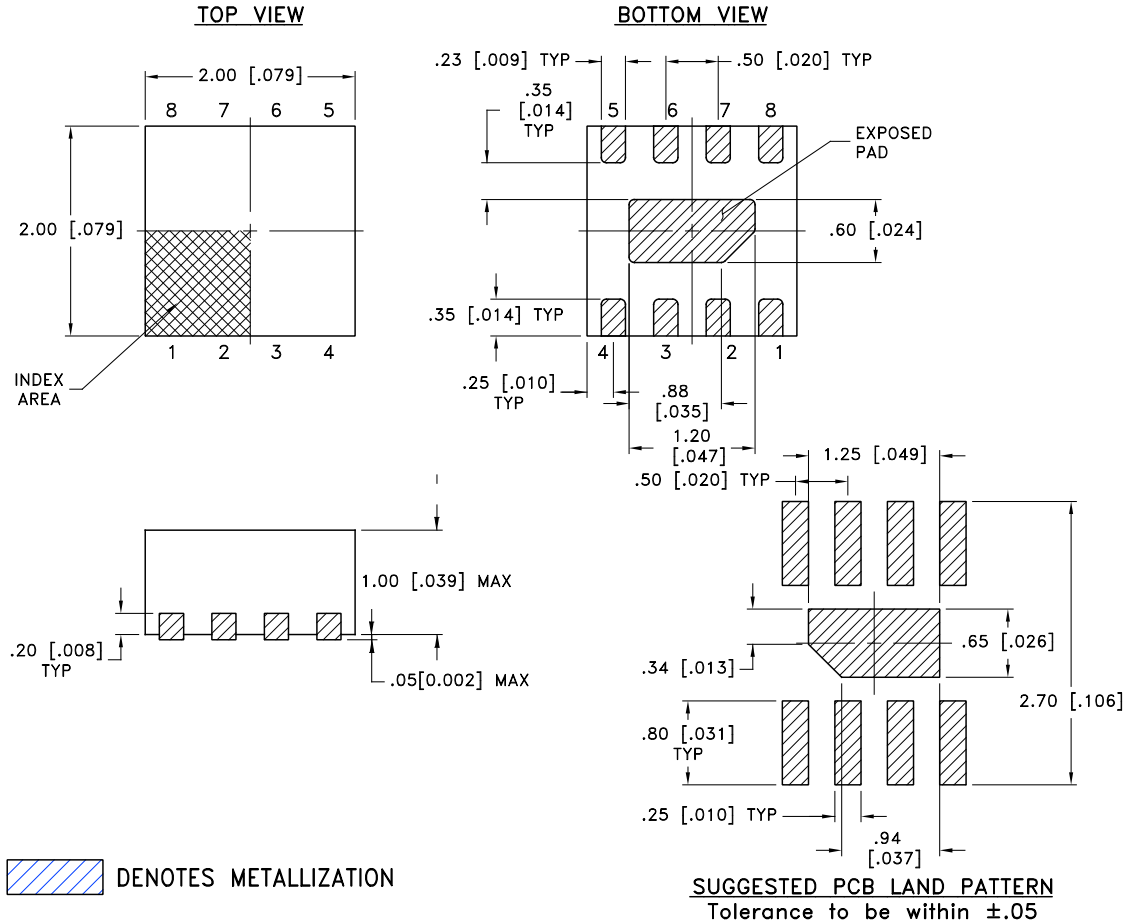 TOP VIEW
2.00 [.079]
8 7 6 5
2.00 [.079]
1 2 3 4
INDEX
AREA
BOTTOM VIEW
.23 [.009] TYP
.50 [.020] TYP
.35
[.014]
TYP
5 6 7 8
EXPOSED
PAD
.60 [.024]
.35 [.014] TYP
4 3 2 1
.25 [.010]
TYP
.88
[.035]
1.20
[.047]
1.00 [.039] MAX
.20 [.008]
TYP
.05[0.002] MAX
1.25 [.049]
.50 [.020] TYP
.65 [.026]
.34 [.013]
2.70 [.106]
.80 [.031]
TYP
.25 [.010] TYP
.94
[.037]
DENOTES METALLIZATION
SUGGESTED PCB LAND PATTERN
Tolerance to be within ±.05